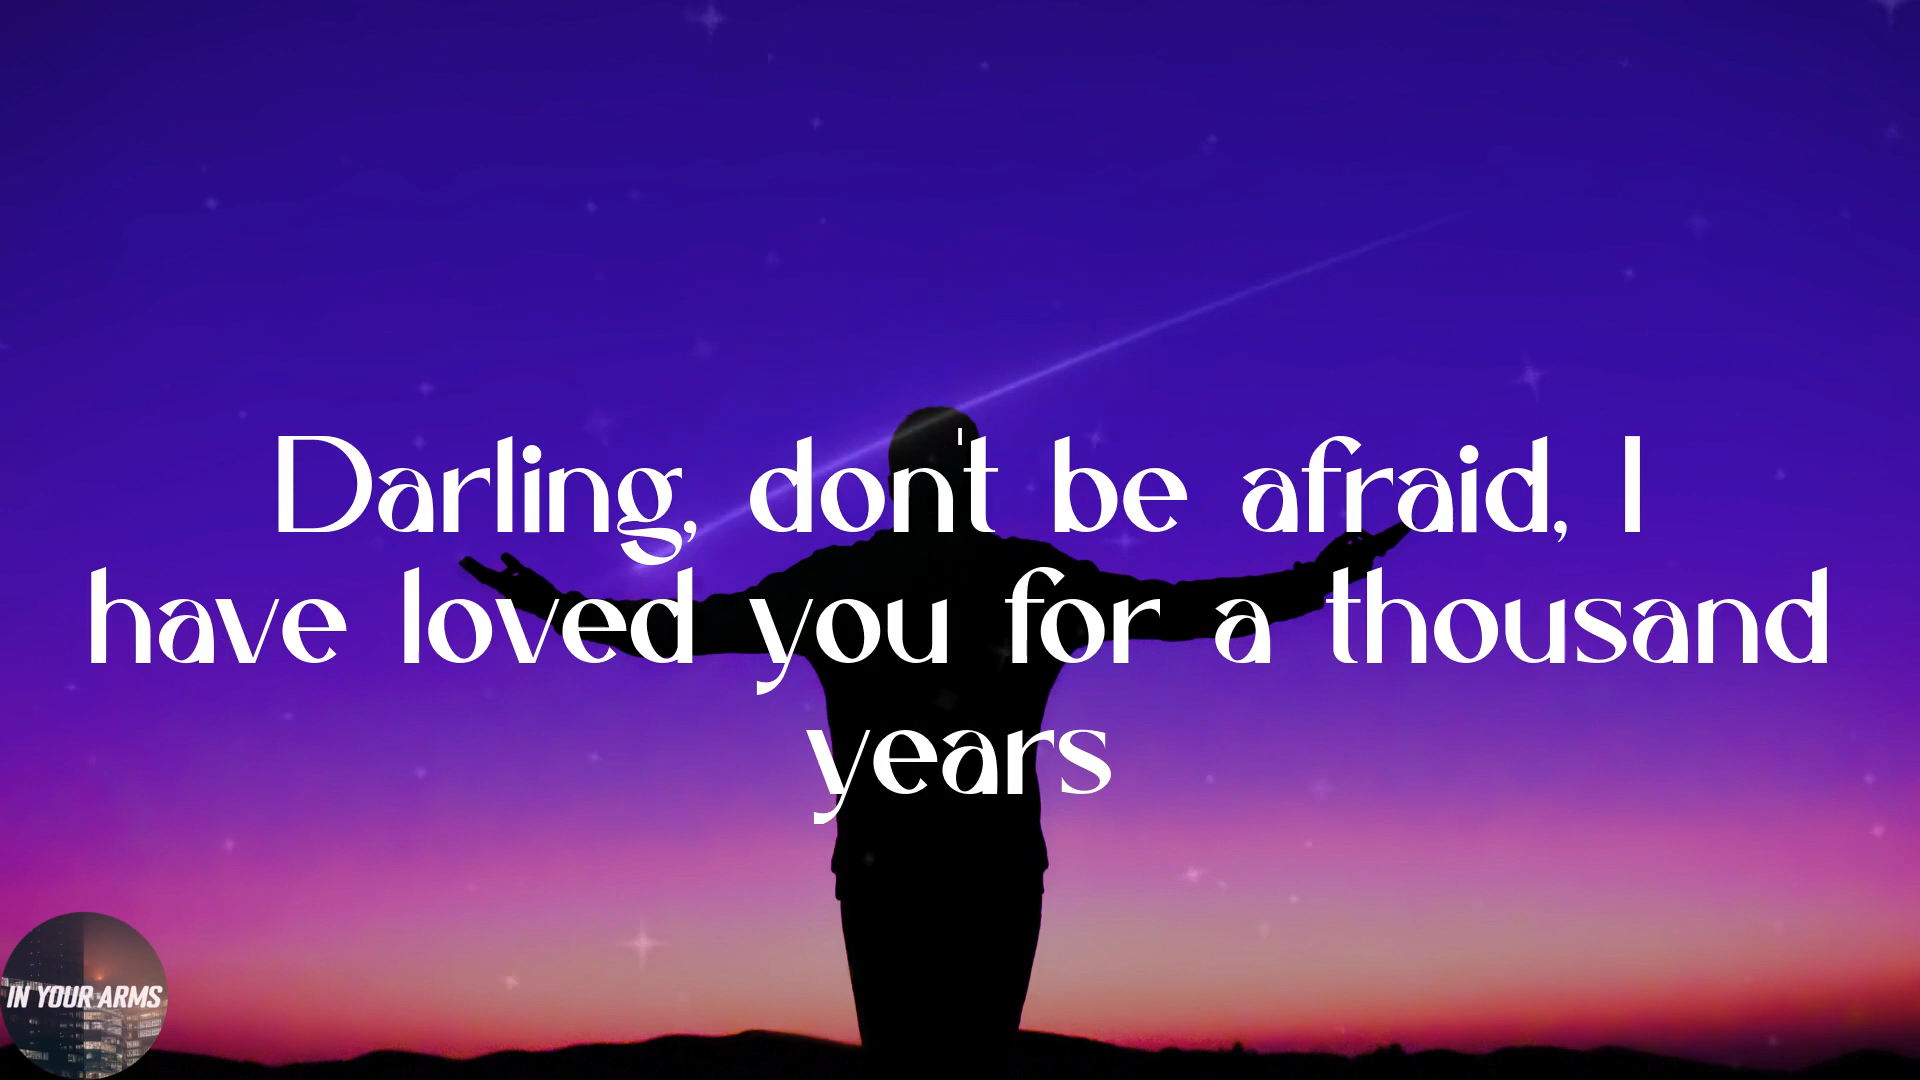 Darling, don't be afraid, I
have loved you for a thousand
years
IN YOUR ARMS